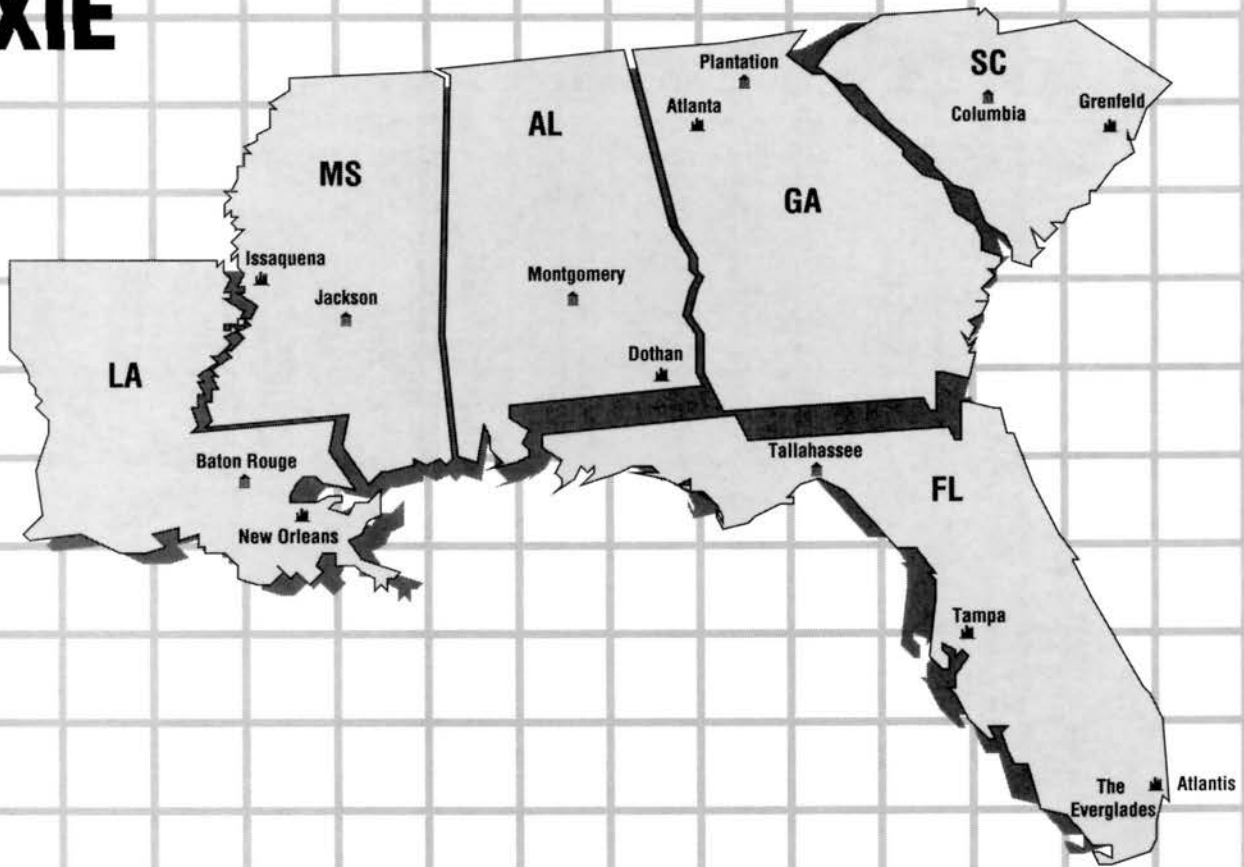 XIE
Plantation
SC
Atlanta
Columbia
Grenfeld
AL
MS
GA
Issaquena
Montgomery
Jackson
Dothan
LA
Baton Rouge
Tallahassee
FL
New Orleans
Tampa
The
Everglades
Atlantis